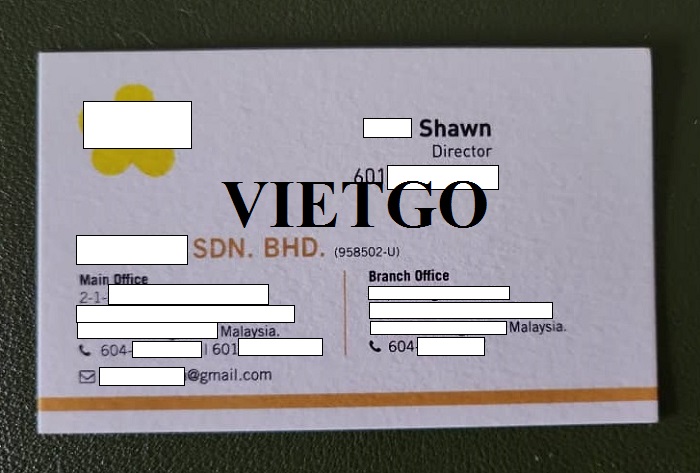 Shawn
Director
601
VIETGO
SDN. BHD. (958502-U)
Main Office
2-1-
Malaysia.
604- | 601
@gmail.com
Branch Office
Malaysia.
604-